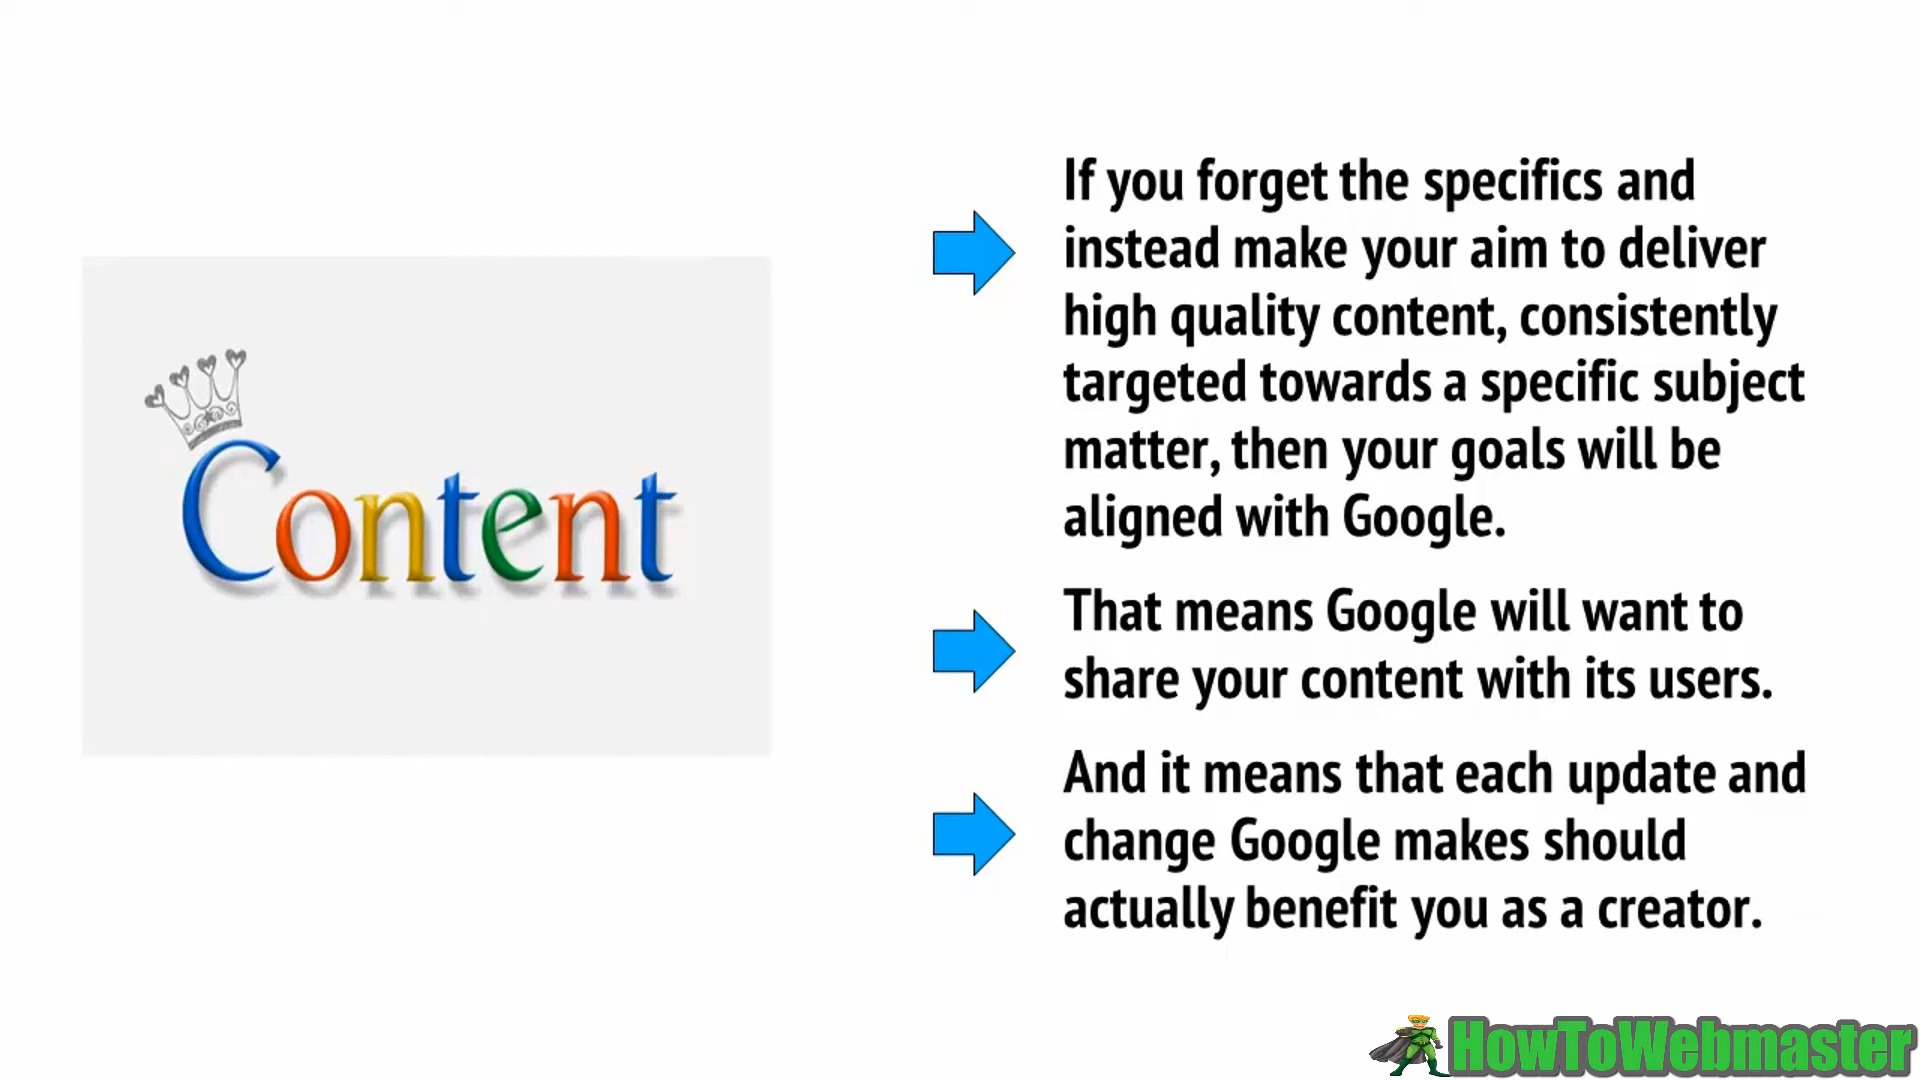 Content
If you forget the specifics and
instead make your aim to deliver
high quality content, consistently
targeted towards a specific subject
matter, then your goals will be
aligned with Google.
That means Google will want to
share your content with its users.
And it means that each update and
change Google makes should
actually benefit you as a creator.
HowToWebmaster